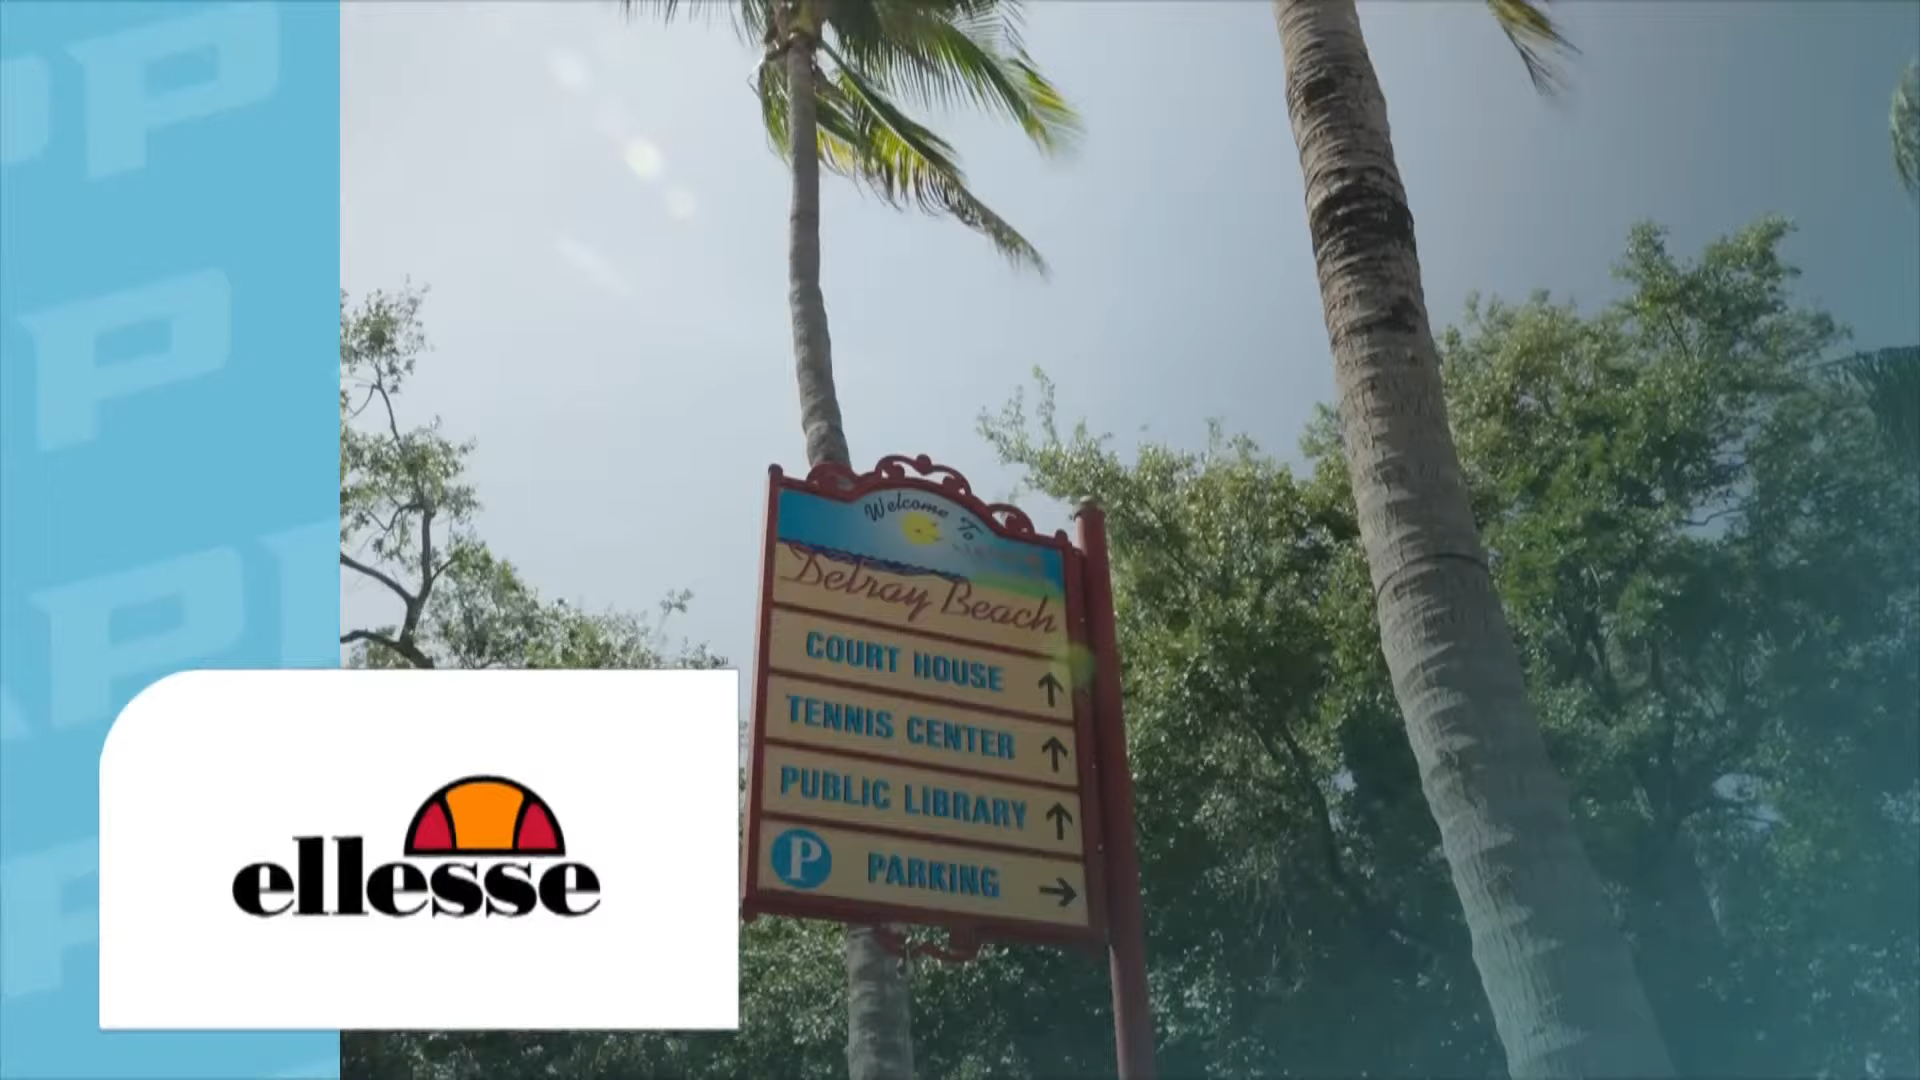 Welcome To
Delray Beach
COURT HOUSE
TENNIS CENTER
PUBLIC LIBRARY
P PARKING
ellesse